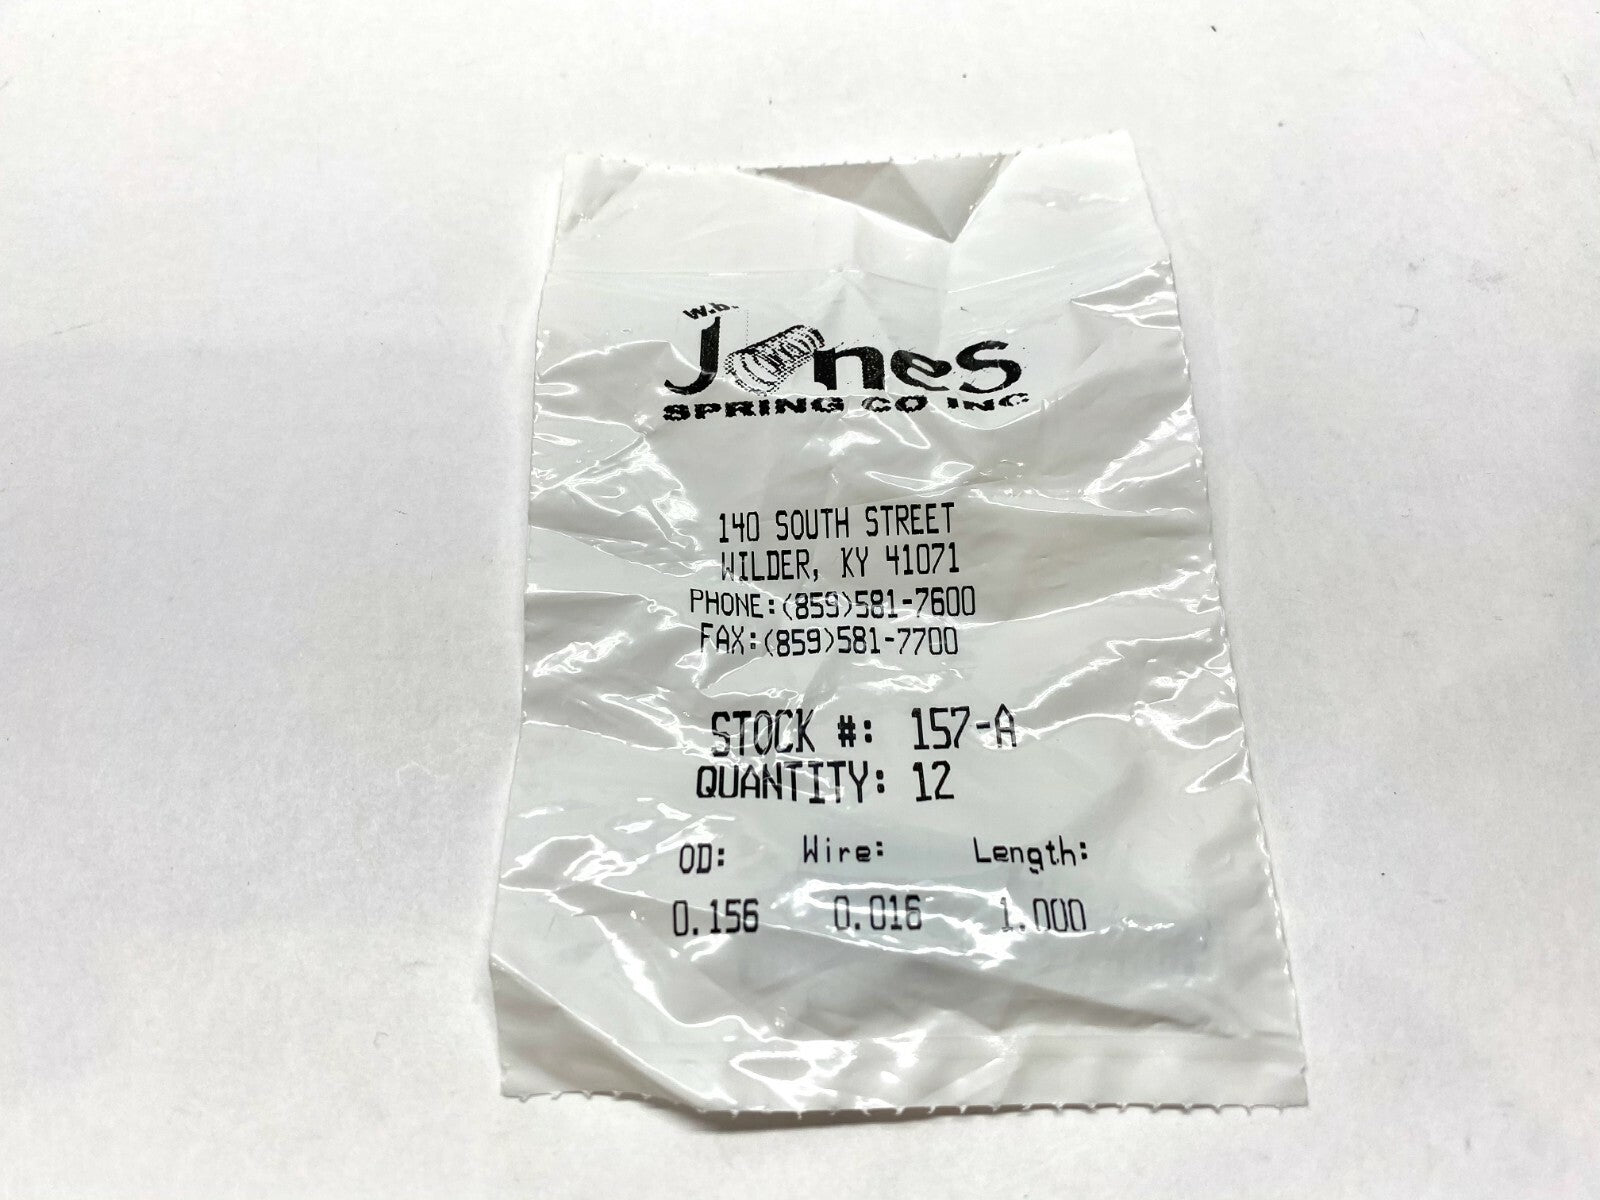 W.B.
Jones
SPRING CO INC
140 SOUTH STREET
WILDER, KY 41071
PHONE:(859)581-7600
FAX:(859)581-7700
STOCK #: 157-A
QUANTITY: 12
OD: Wire: Length:
0.156 0.016 1.000